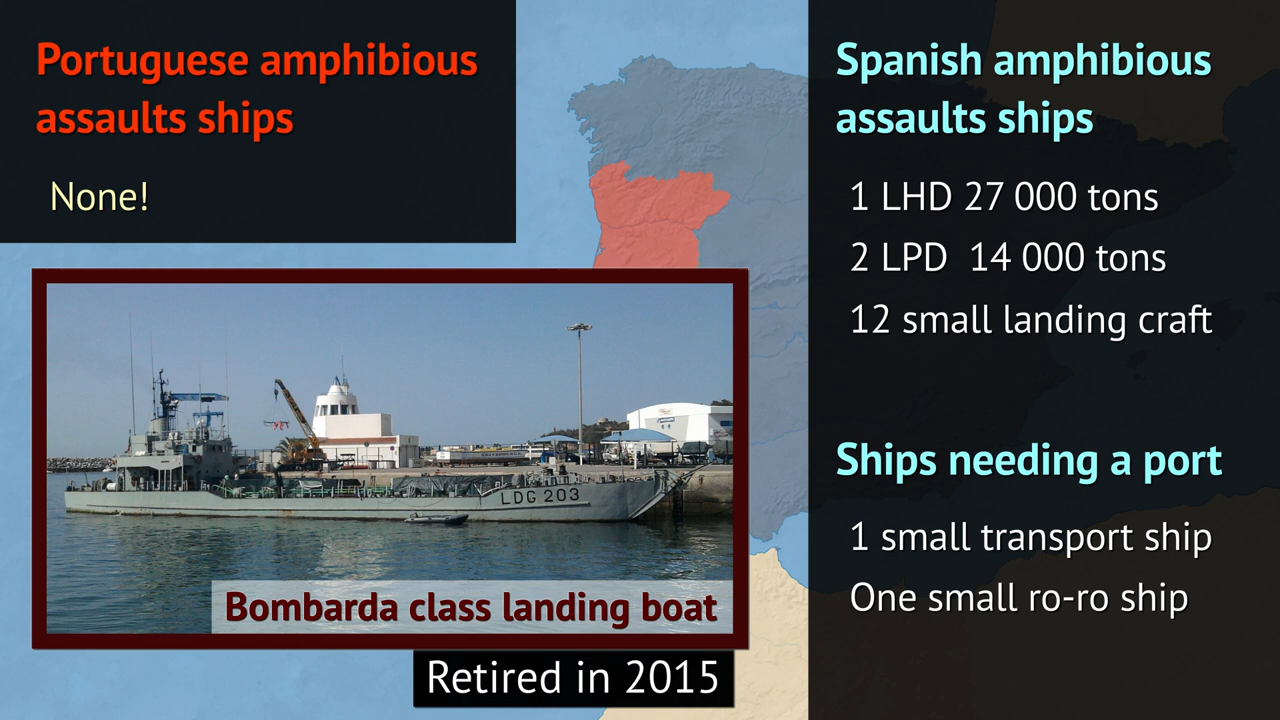 Portuguese amphibious
assaults ships
None!
LDG 203
Bombarda class landing boat
Retired in 2015
Spanish amphibious
assaults ships
1 LHD 27 000 tons
2 LPD 14 000 tons
12 small landing craft
Ships needing a port
1 small transport ship
One small ro-ro ship